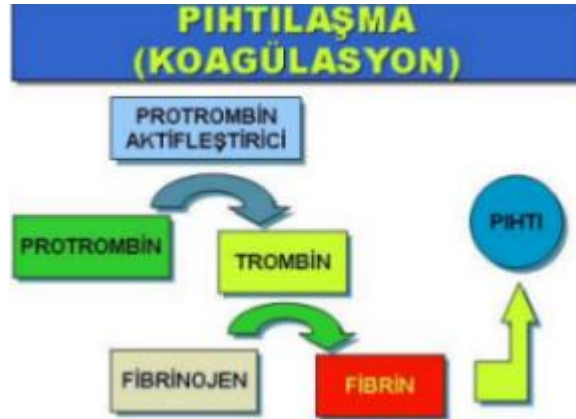 PIHTILAŞMA
(KOAGÜLASYON)
PROTROMBİN
AKTİFLEŞTİRİCİ
PROTROMBİN
TROMBİN
PIHTI
FİBRİNOJEN
FİBRİN